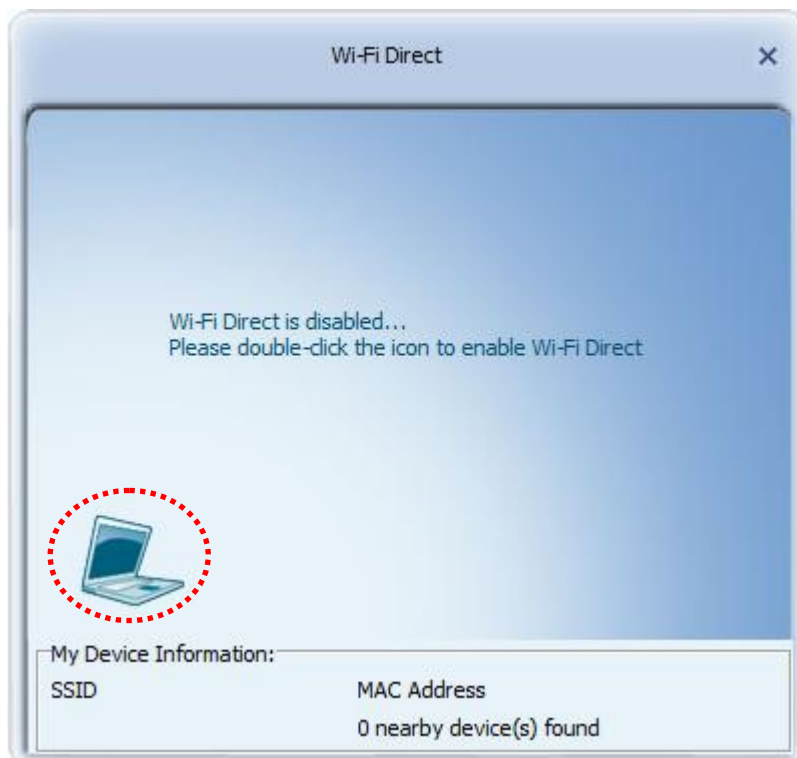 Wi-Fi Direct
Wi-Fi Direct is disabled...
Please double-click the icon to enable Wi-Fi Direct
My Device Information:
SSID
MAC Address
0 nearby device(s) found